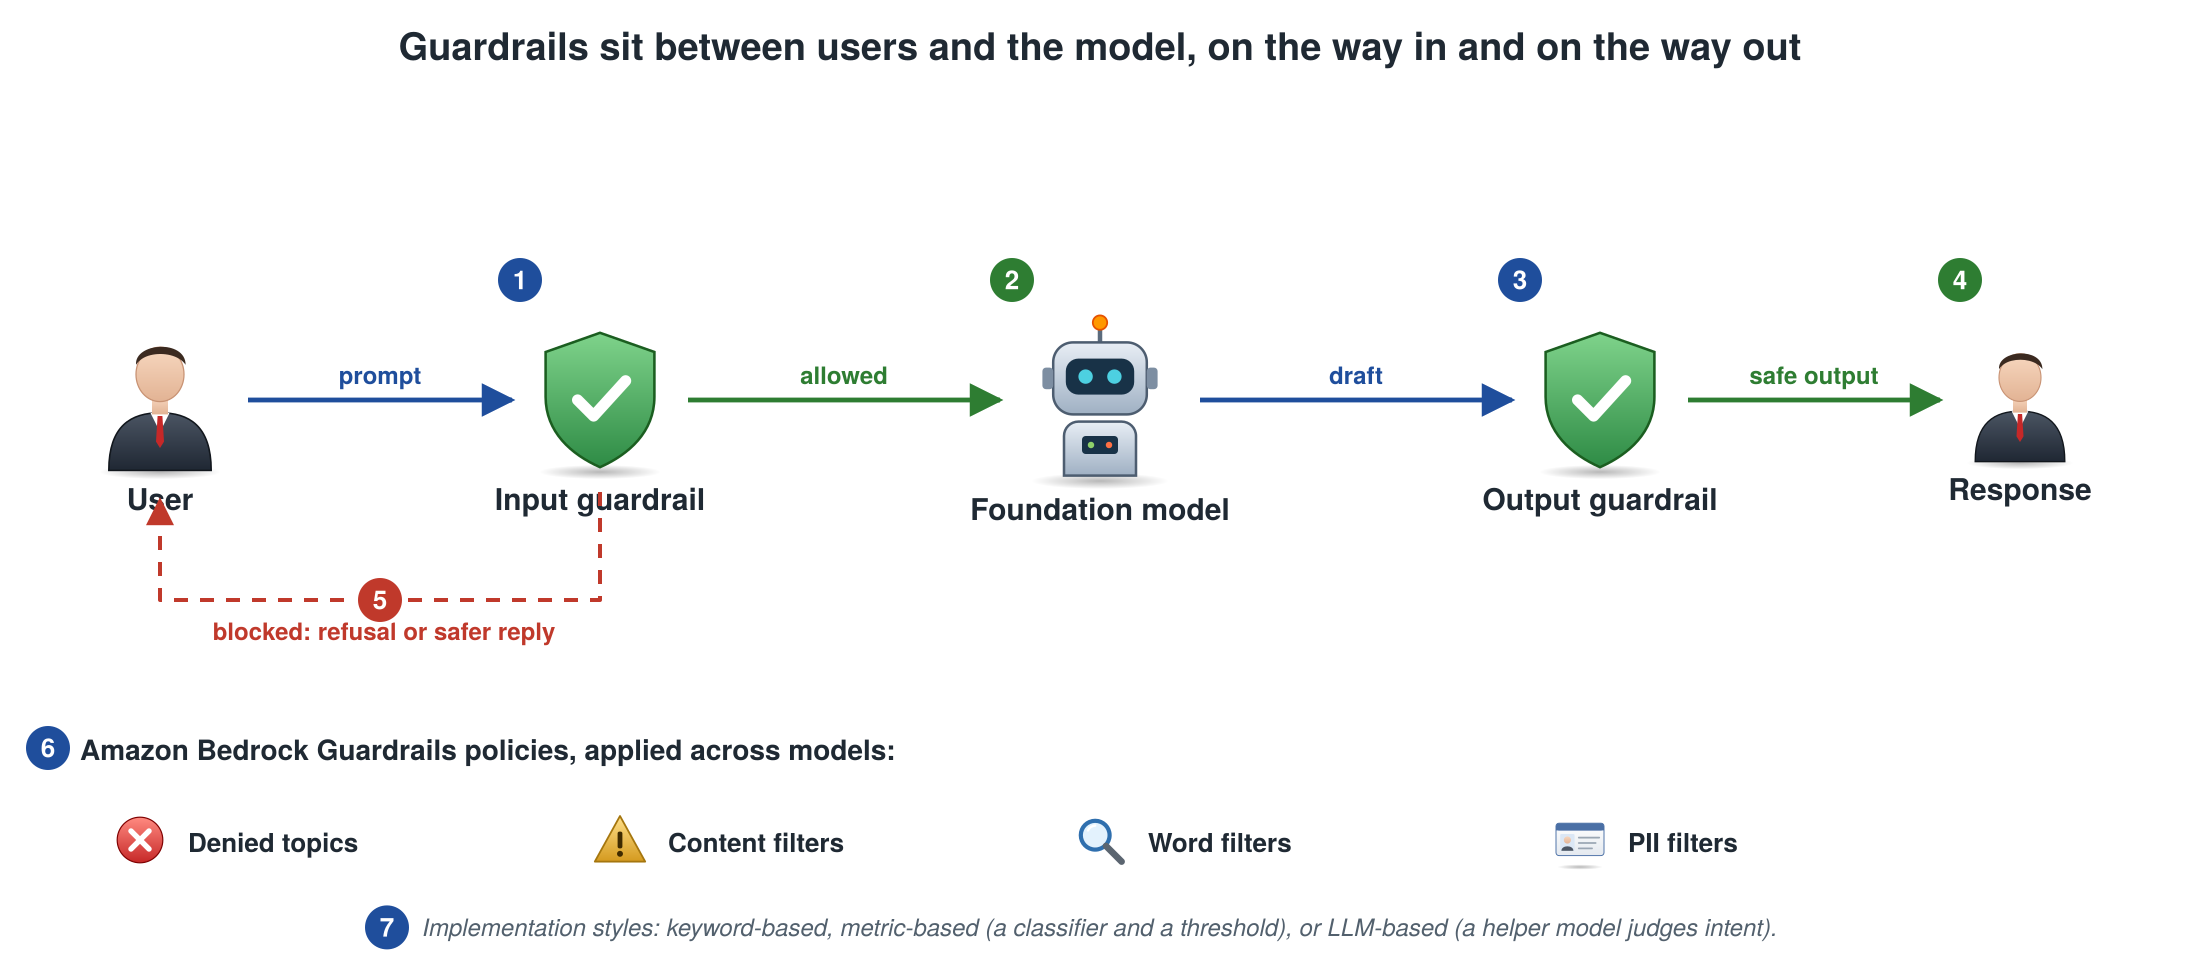 Guardrails sit between users and the model, on the way in and on the way out
1
2
3
4
prompt
allowed
draft
safe output
User
Input guardrail
Foundation model
Output guardrail
Response
5
blocked: refusal or safer reply
6 Amazon Bedrock Guardrails policies, applied across models:
Denied topics
Content filters
Word filters
PII filters
7 Implementation styles: keyword-based, metric-based (a classifier and a threshold), or LLM-based (a helper model judges intent).